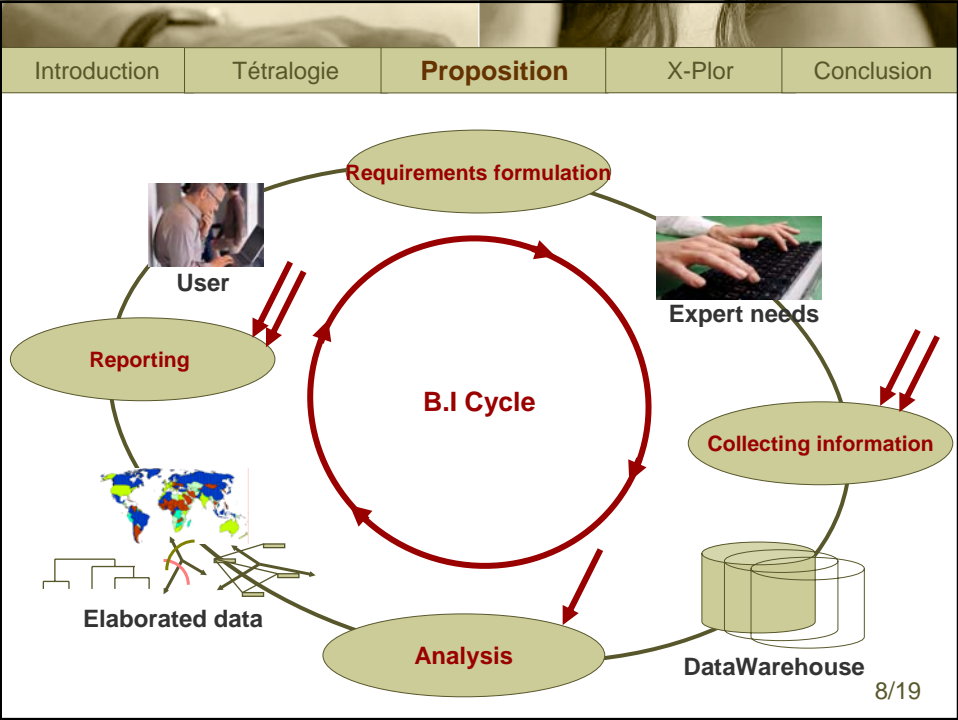 Introduction
Tétralogie
Proposition
X-Plor
Conclusion
Requirements formulation
User
Expert needs
Reporting
B.I Cycle
Collecting information
Elaborated data
Analysis
DataWarehouse
8/19